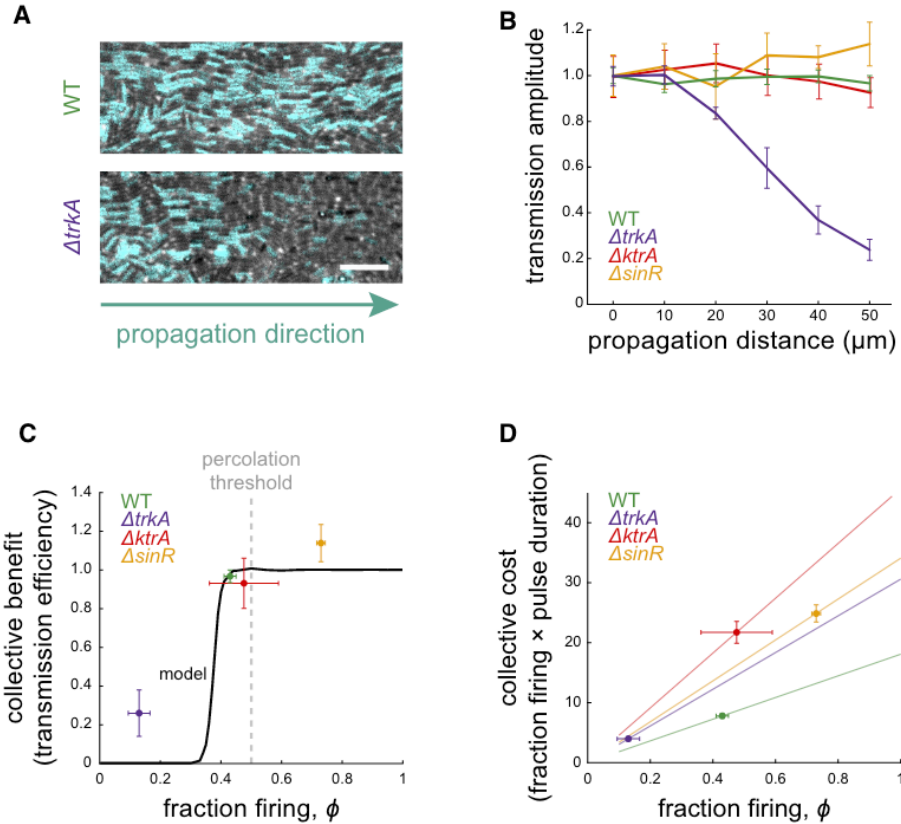 A
WT
ΔtrkA
propagation direction
B
transmission amplitude
1.2
1.0
0.8
0.6
0.4
0.2
0
WT
ΔtrkA
ΔktrA
ΔsinR
0 10 20 30 40 50
propagation distance (μm)
C
percolation
threshold
collective benefit
(transmission efficiency)
1.4
1.2
1.0
0.8
0.6
0.4
0.2
0
WT
ΔtrkA
ΔktrA
ΔsinR
model
0 0.2 0.4 0.6 0.8 1
fraction firing, ϕ
D
collective cost
(fraction firing × pulse duration)
40
30
20
10
0
WT
ΔtrkA
ΔktrA
ΔsinR
0 0.2 0.4 0.6 0.8 1
fraction firing, ϕ